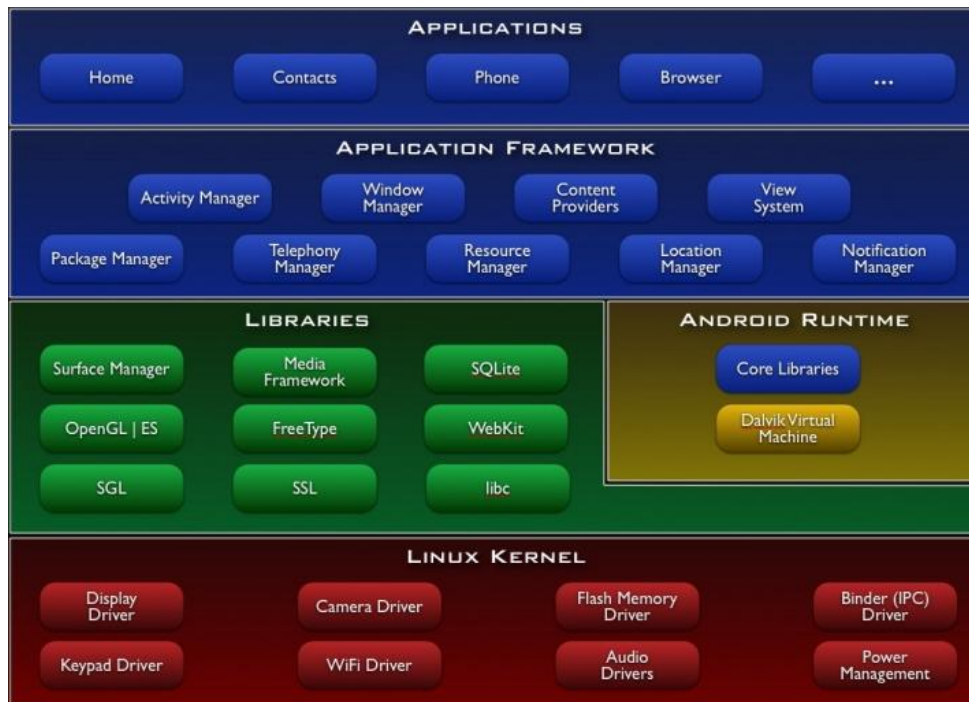 APPLICATIONS
Home
Contacts
Phone
Browser
...
APPLICATION FRAMEWORK
Activity Manager
Window
Manager
Content
Providers
View
System
Package Manager
Telephony
Manager
Resource
Manager
Location
Manager
Notification
Manager
LIBRARIES
Surface Manager
Media
Framework
SQLite
OpenGL | ES
FreeType
WebKit
SGL
SSL
libc
ANDROID RUNTIME
Core Libraries
Dalvik Virtual
Machine
LINUX KERNEL
Display
Driver
Camera Driver
Flash Memory
Driver
Binder (IPC)
Driver
Keypad Driver
WiFi Driver
Audio
Drivers
Power
Management